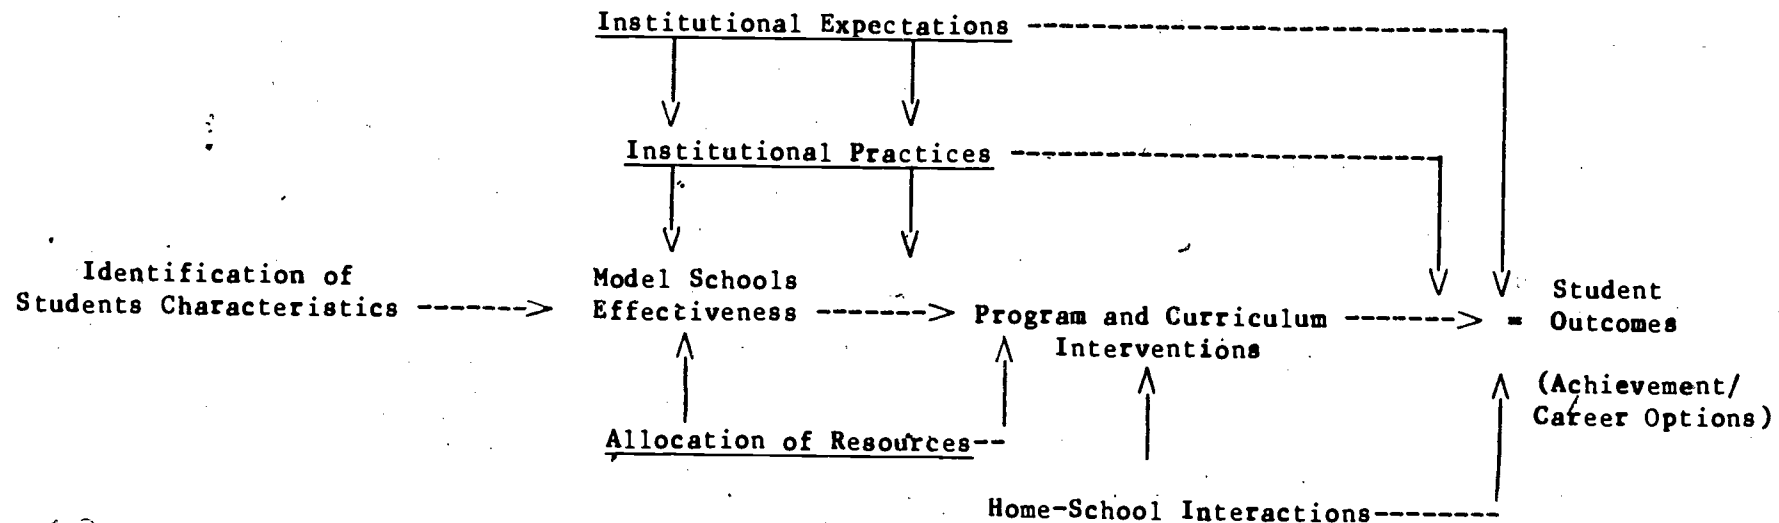 Institutional Expectations
Institutional Practices
Identification of
Students Characteristics
Model Schools
Effectiveness
Program and Curriculum
Interventions
= Student
Outcomes
(Achievement/
Career Options)
Allocation of Resources
Home-School Interactions